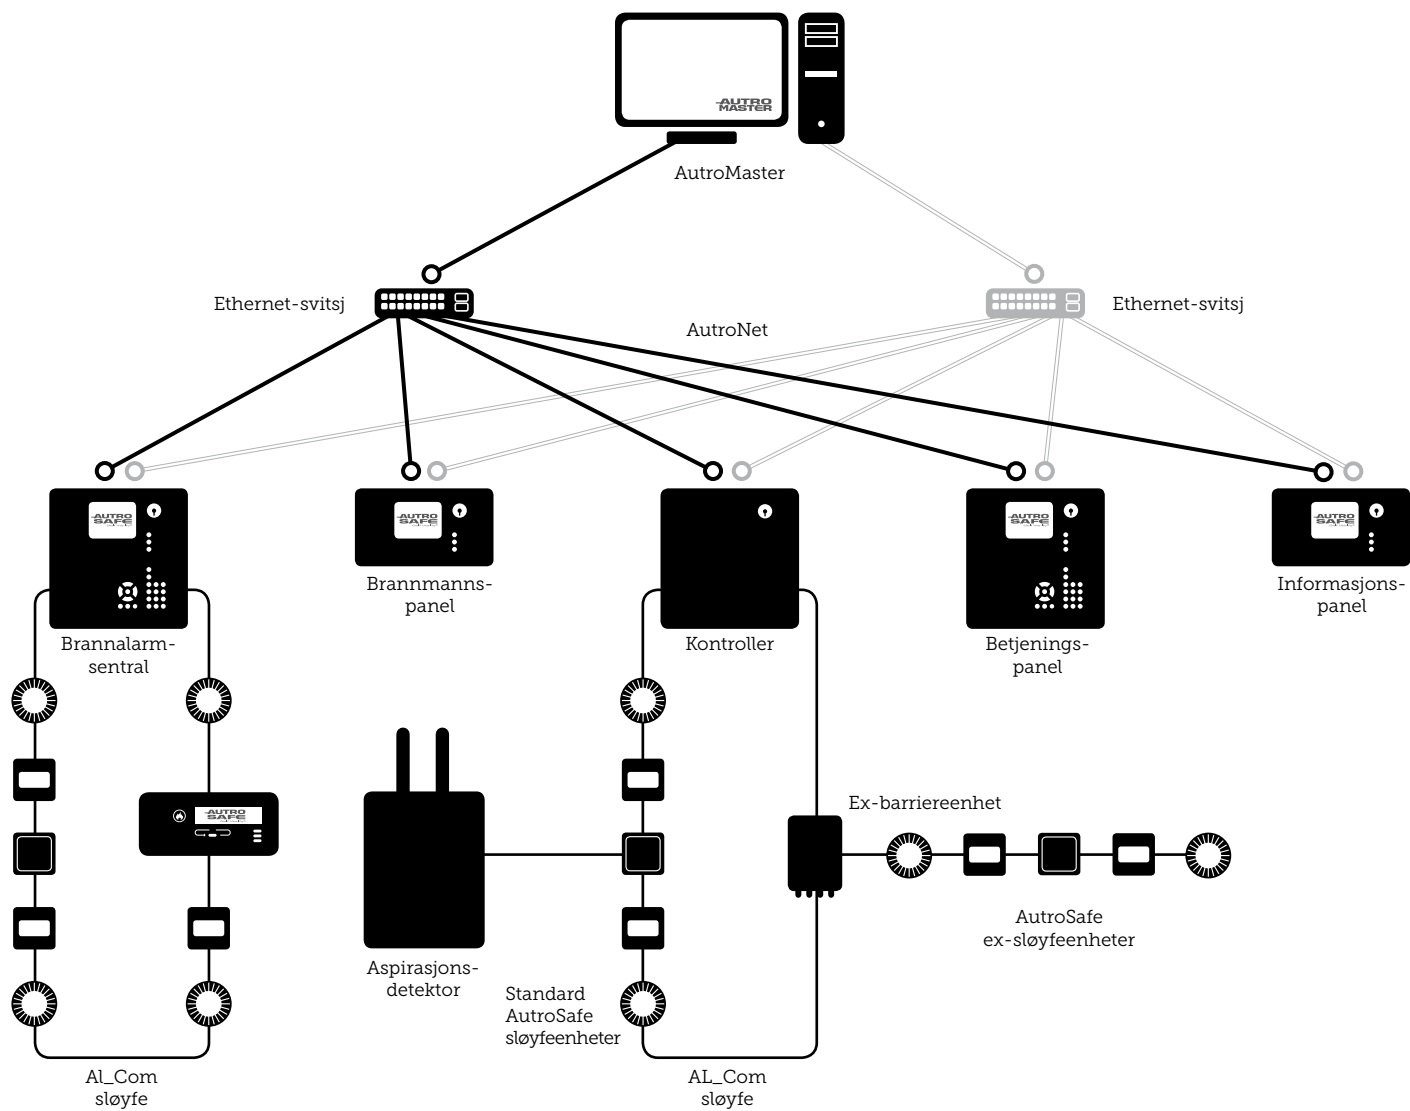 AUTRO
MASTER
AutroMaster
Ethernet-svitsj
Ethernet-svitsj
AutroNet
AUTRO
SAFE
AUTRO
SAFE
AUTRO
SAFE
AUTRO
SAFE
Brannmanns-
panel
Informasjons-
panel
Brannalarm-
sentral
Kontroller
Betjenings-
panel
AUTRO
SAFE
Ex-barriereenhet
AutroSafe
ex-sløyfeenheter
Aspirasjons-
detektor
Standard
AutroSafe
sløyfeenheter
Al_Com
sløyfe
AL_Com
sløyfe